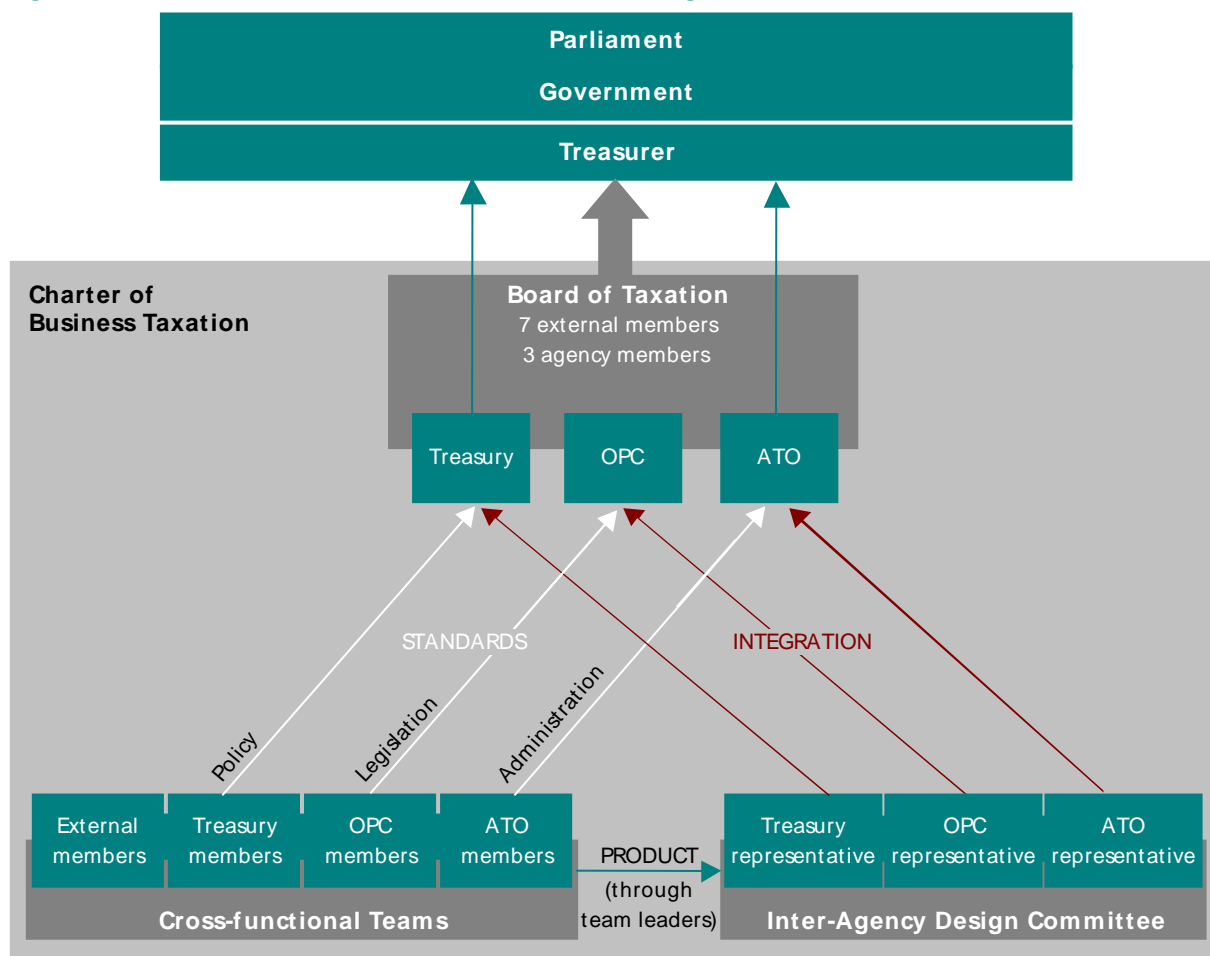 Parliament
Government
Treasurer
Charter of
Business Taxation
Board of Taxation
7 external members
3 agency members
Treasury
OPC
ATO
STANDARDS
INTEGRATION
Policy
Legislation
Administration
External
members
Treasury
members
OPC
members
ATO
members
PRODUCT
(through
team leaders)
Treasury
representative
OPC
representative
ATO
representative
Cross-functional Teams
Inter-Agency Design Committee